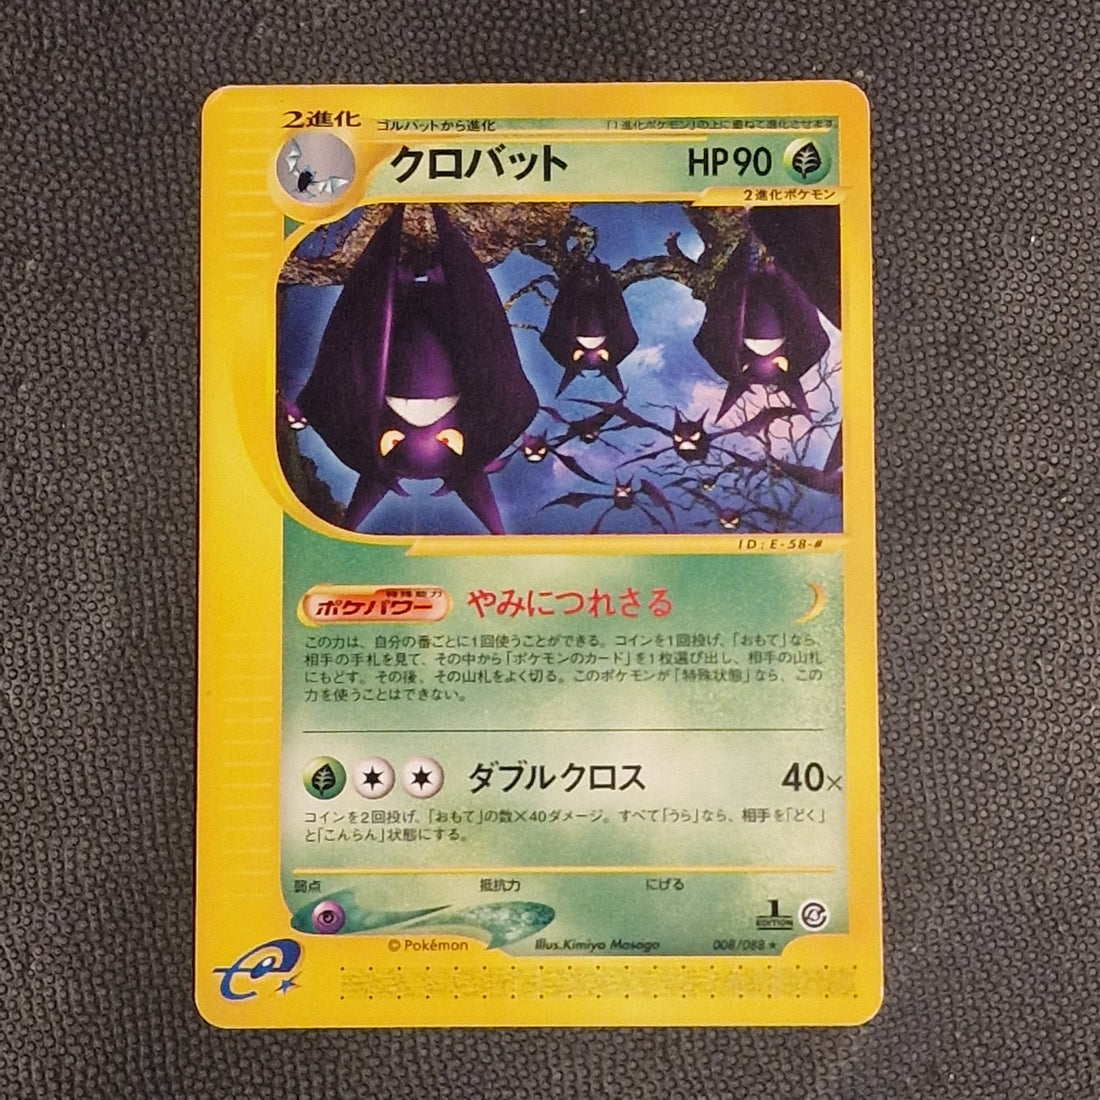 2進化
ゴルバットから進化
「1進化ポケモン」の上に重ねて進化させます
クロバット
HP90
2進化ポケモン
ID:E-58-#
特殊能力
ポケパワー
やみにつれさる
この力は、自分の番ごとに1回使うことができる。コインを1回投げ、「おもて」なら、
相手の手札を見て、その中から「ポケモンのカード」を1枚選び出し、相手の山札
にもどす。その後、その山札をよく切る。このポケモンが「特殊状態」なら、この
力を使うことはできない。
ダブルクロス
40×
コインを2回投げ、「おもて」の数×40ダメージ。すべて「うら」なら、相手を「どく」
と「こんらん」状態にする。
弱点
抵抗力
にげる
1
EDITION
© Pokémon
Illus.Kimiya Masago
008/088★
e